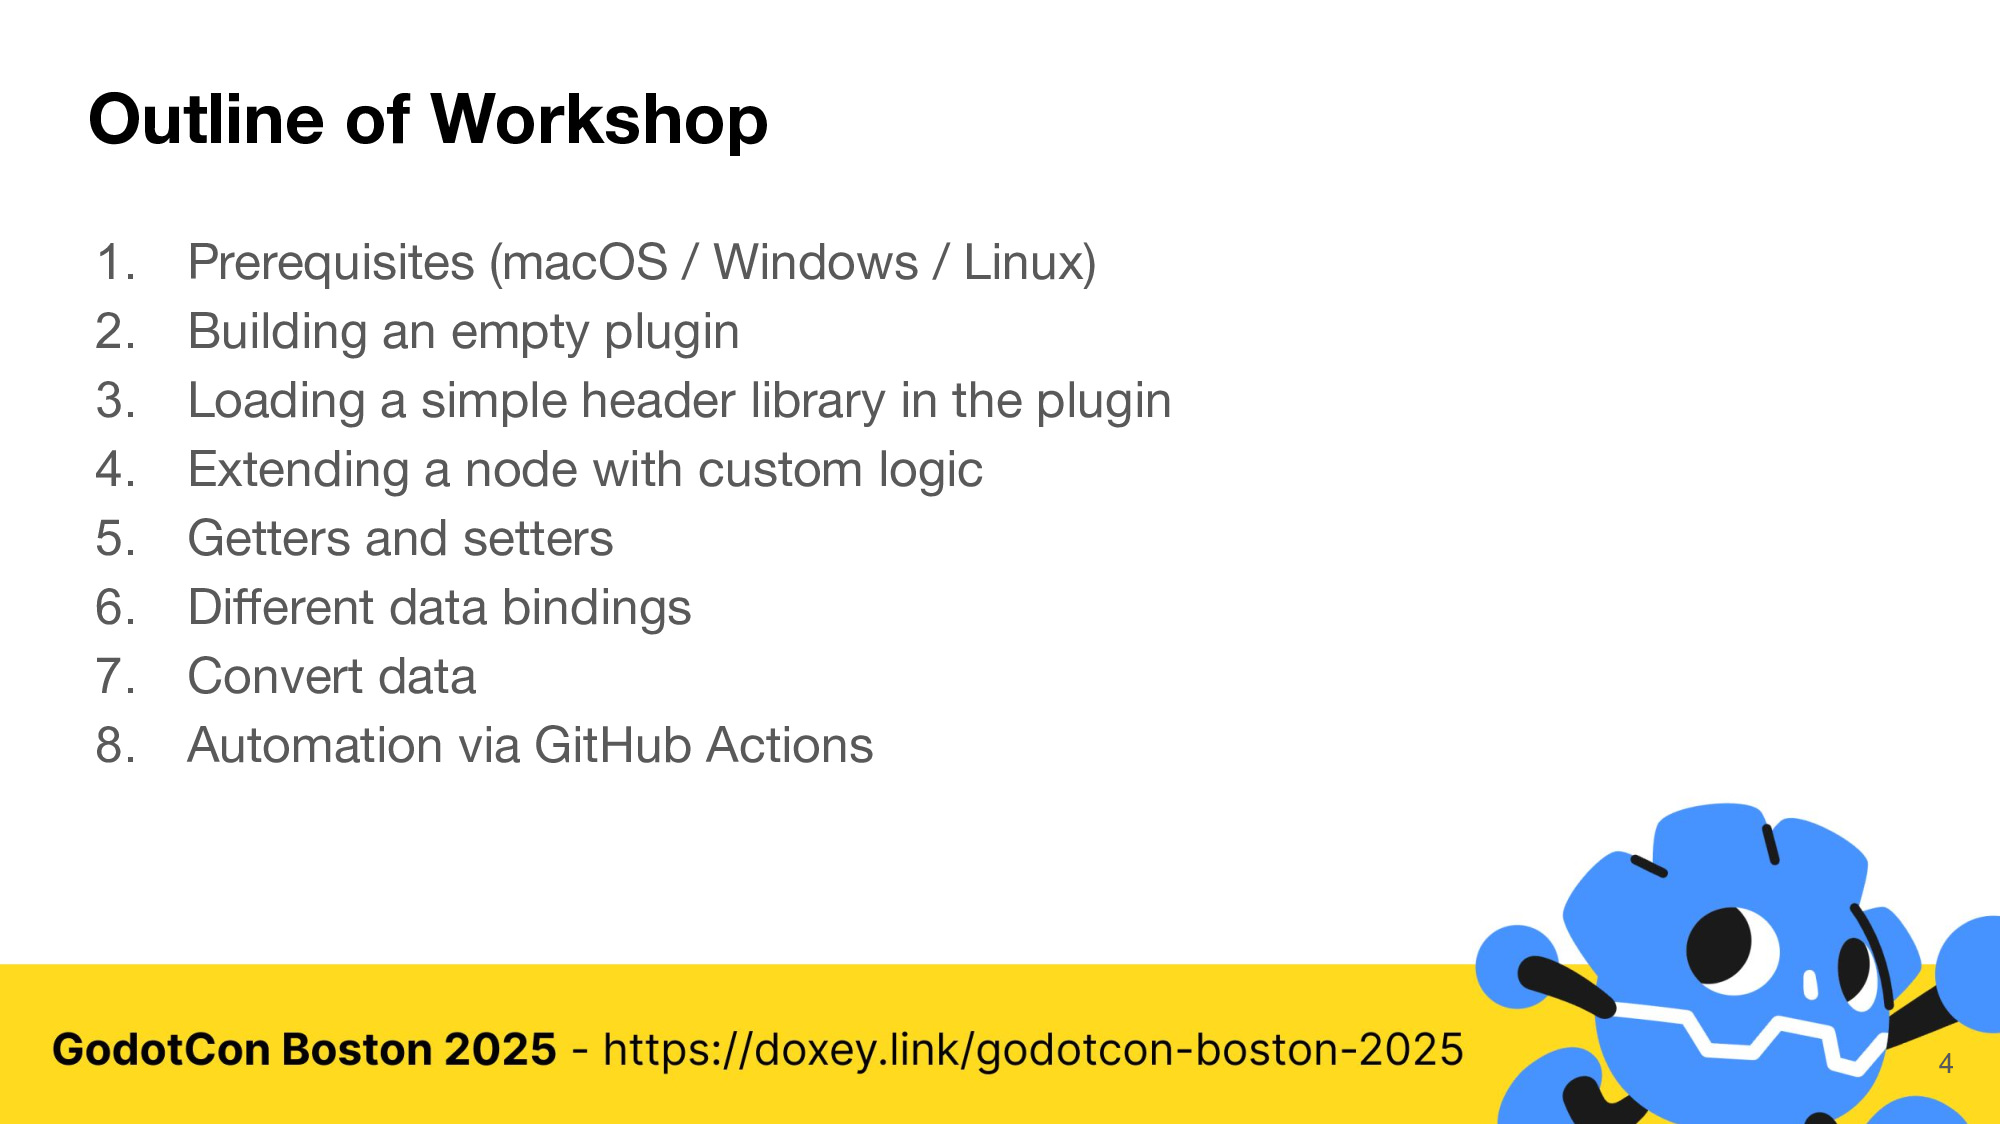 Outline of Workshop
1. Prerequisites (macOS / Windows / Linux)
2. Building an empty plugin
3. Loading a simple header library in the plugin
4. Extending a node with custom logic
5. Getters and setters
6. Different data bindings
7. Convert data
8. Automation via GitHub Actions
GodotCon Boston 2025 - https://doxey.link/godotcon-boston-2025
4